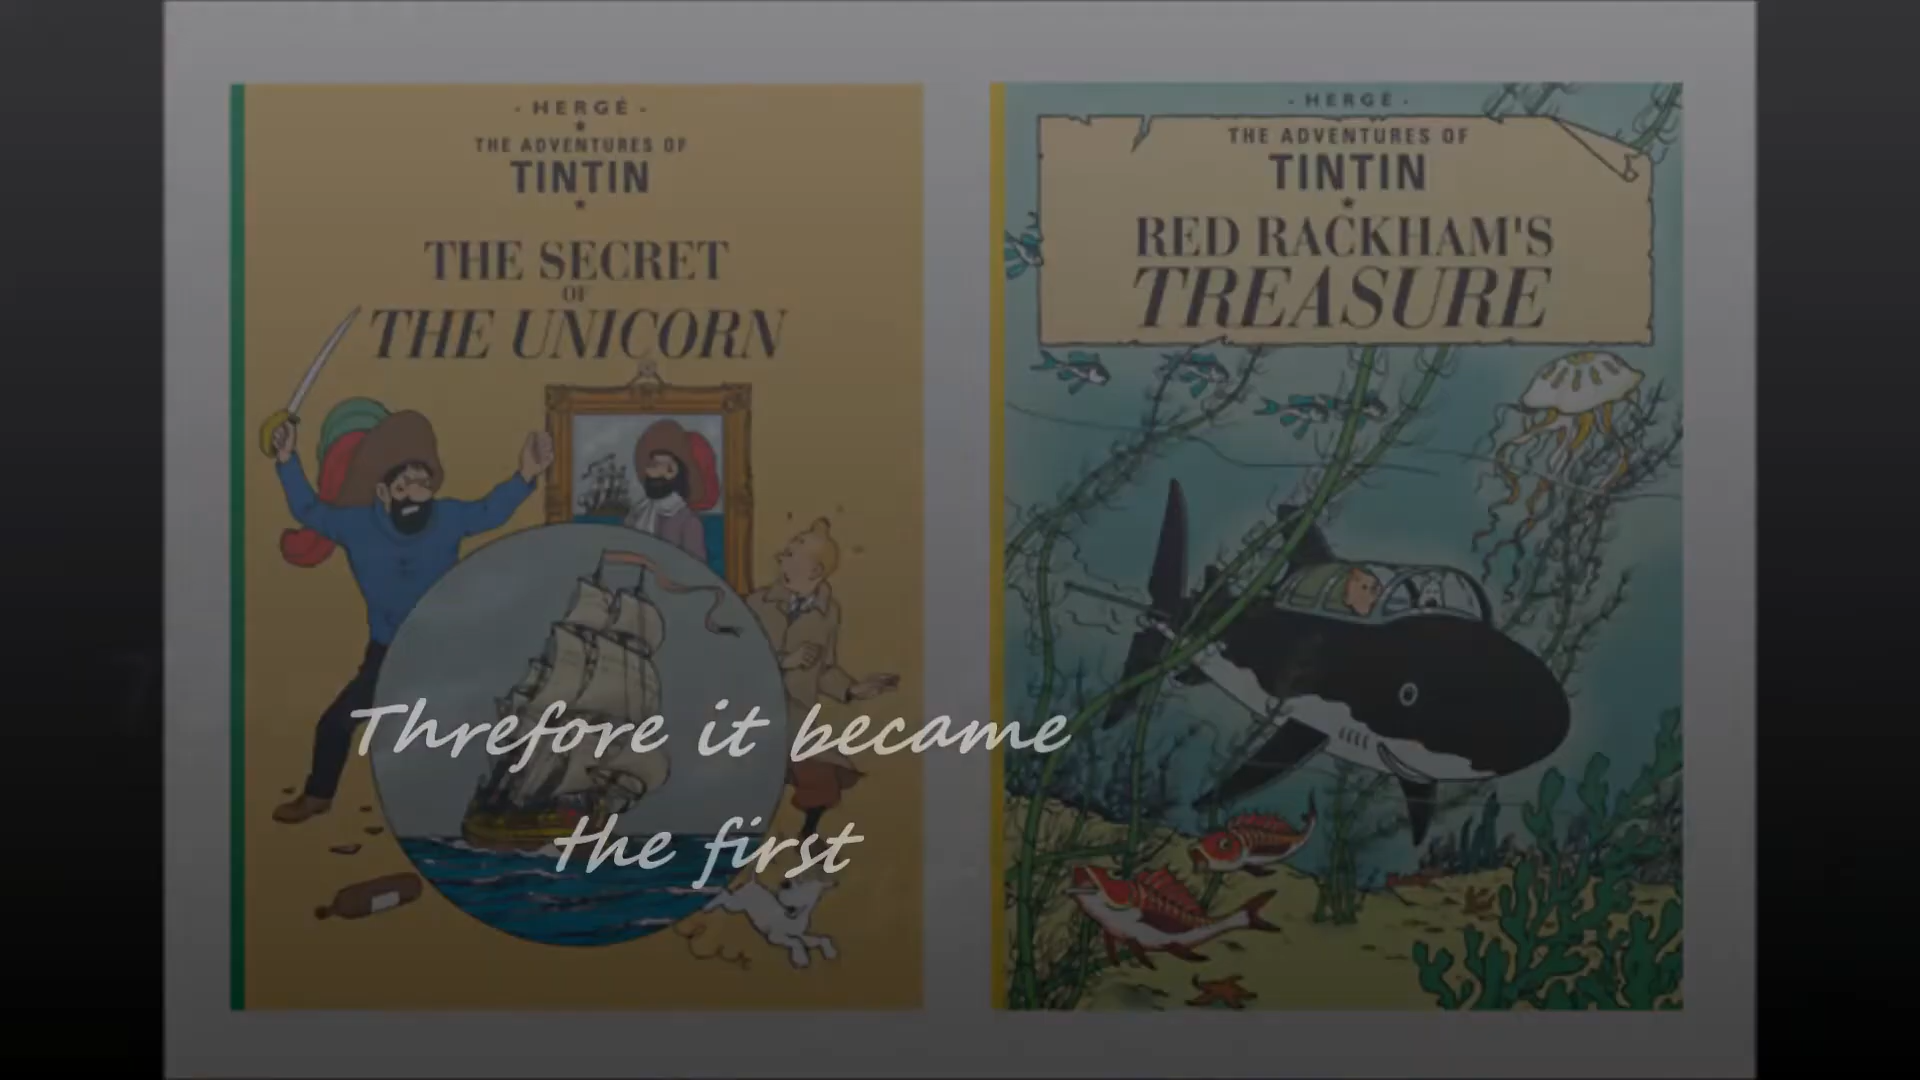 - HERGÉ -
THE ADVENTURES OF
TINTIN
THE SECRET
OF
THE UNICORN
- HERGÉ -
THE ADVENTURES OF
TINTIN
RED RACKHAM'S
TREASURE
Threfore it became
the first